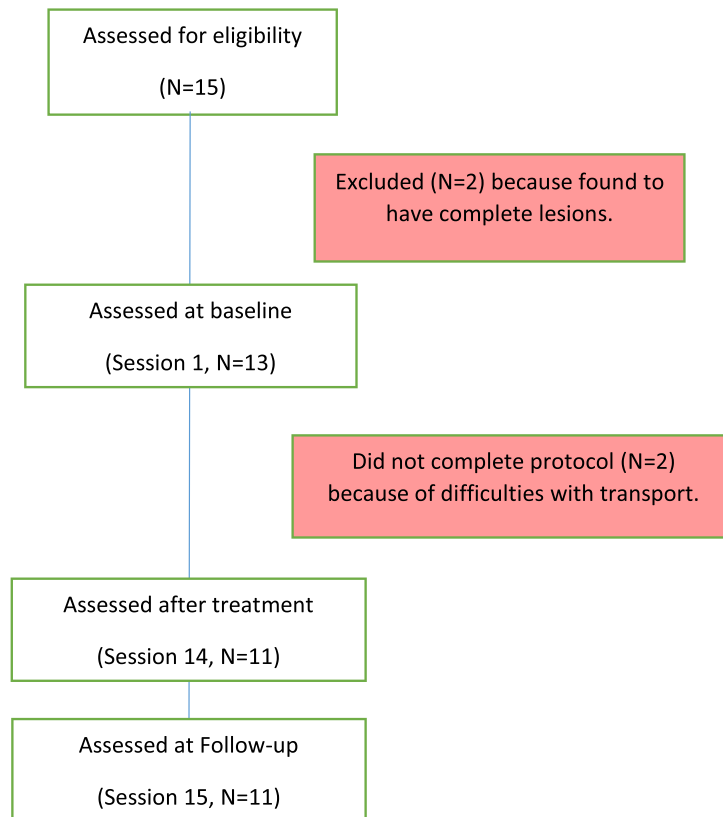 Assessed for eligibility
(N=15)
Excluded (N=2) because found to
have complete lesions.
Assessed at baseline
(Session 1, N=13)
Did not complete protocol (N=2)
because of difficulties with transport.
Assessed after treatment
(Session 14, N=11)
Assessed at Follow-up
(Session 15, N=11)